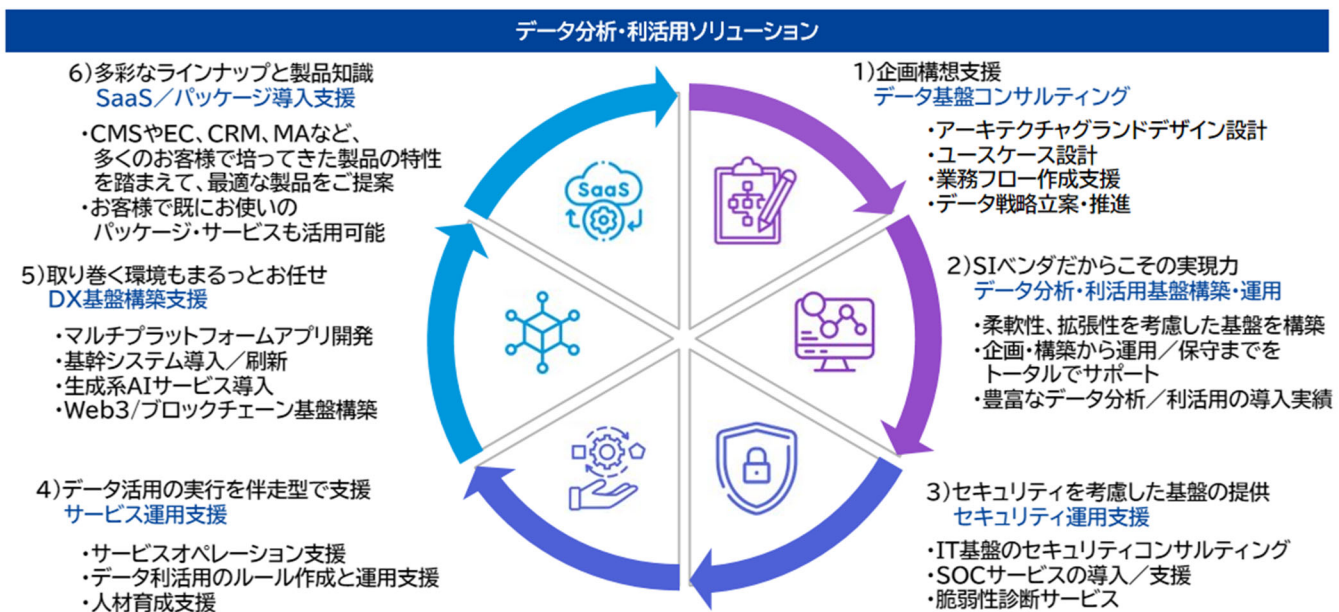 データ分析・利活用ソリューション
1)企画構想支援
データ基盤コンサルティング
・アーキテクチャグランドデザイン設計
・ユースケース設計
・業務フロー作成支援
・データ戦略立案・推進
2)SIベンダだからこその実現力
データ分析・利活用基盤構築・運用
・柔軟性、拡張性を考慮した基盤を構築
・企画・構築から運用／保守までを
トータルでサポート
・豊富なデータ分析／利活用の導入実績
3)セキュリティを考慮した基盤の提供
セキュリティ運用支援
・IT基盤のセキュリティコンサルティング
・SOCサービスの導入／支援
・脆弱性診断サービス
4)データ活用の実行を伴走型で支援
サービス運用支援
・サービスオペレーション支援
・データ利活用のルール作成と運用支援
・人材育成支援
5)取り巻く環境もまるっとお任せ
DX基盤構築支援
・マルチプラットフォームアプリ開発
・基幹システム導入／刷新
・生成系AIサービス導入
・Web3/ブロックチェーン基盤構築
6)多彩なラインナップと製品知識
SaaS／パッケージ導入支援
・CMSやEC、CRM、MAなど、
多くのお客様で培ってきた製品の特性
を踏まえて、最適な製品をご提案
・お客様で既にお使いの
パッケージ・サービスも活用可能
SaaS